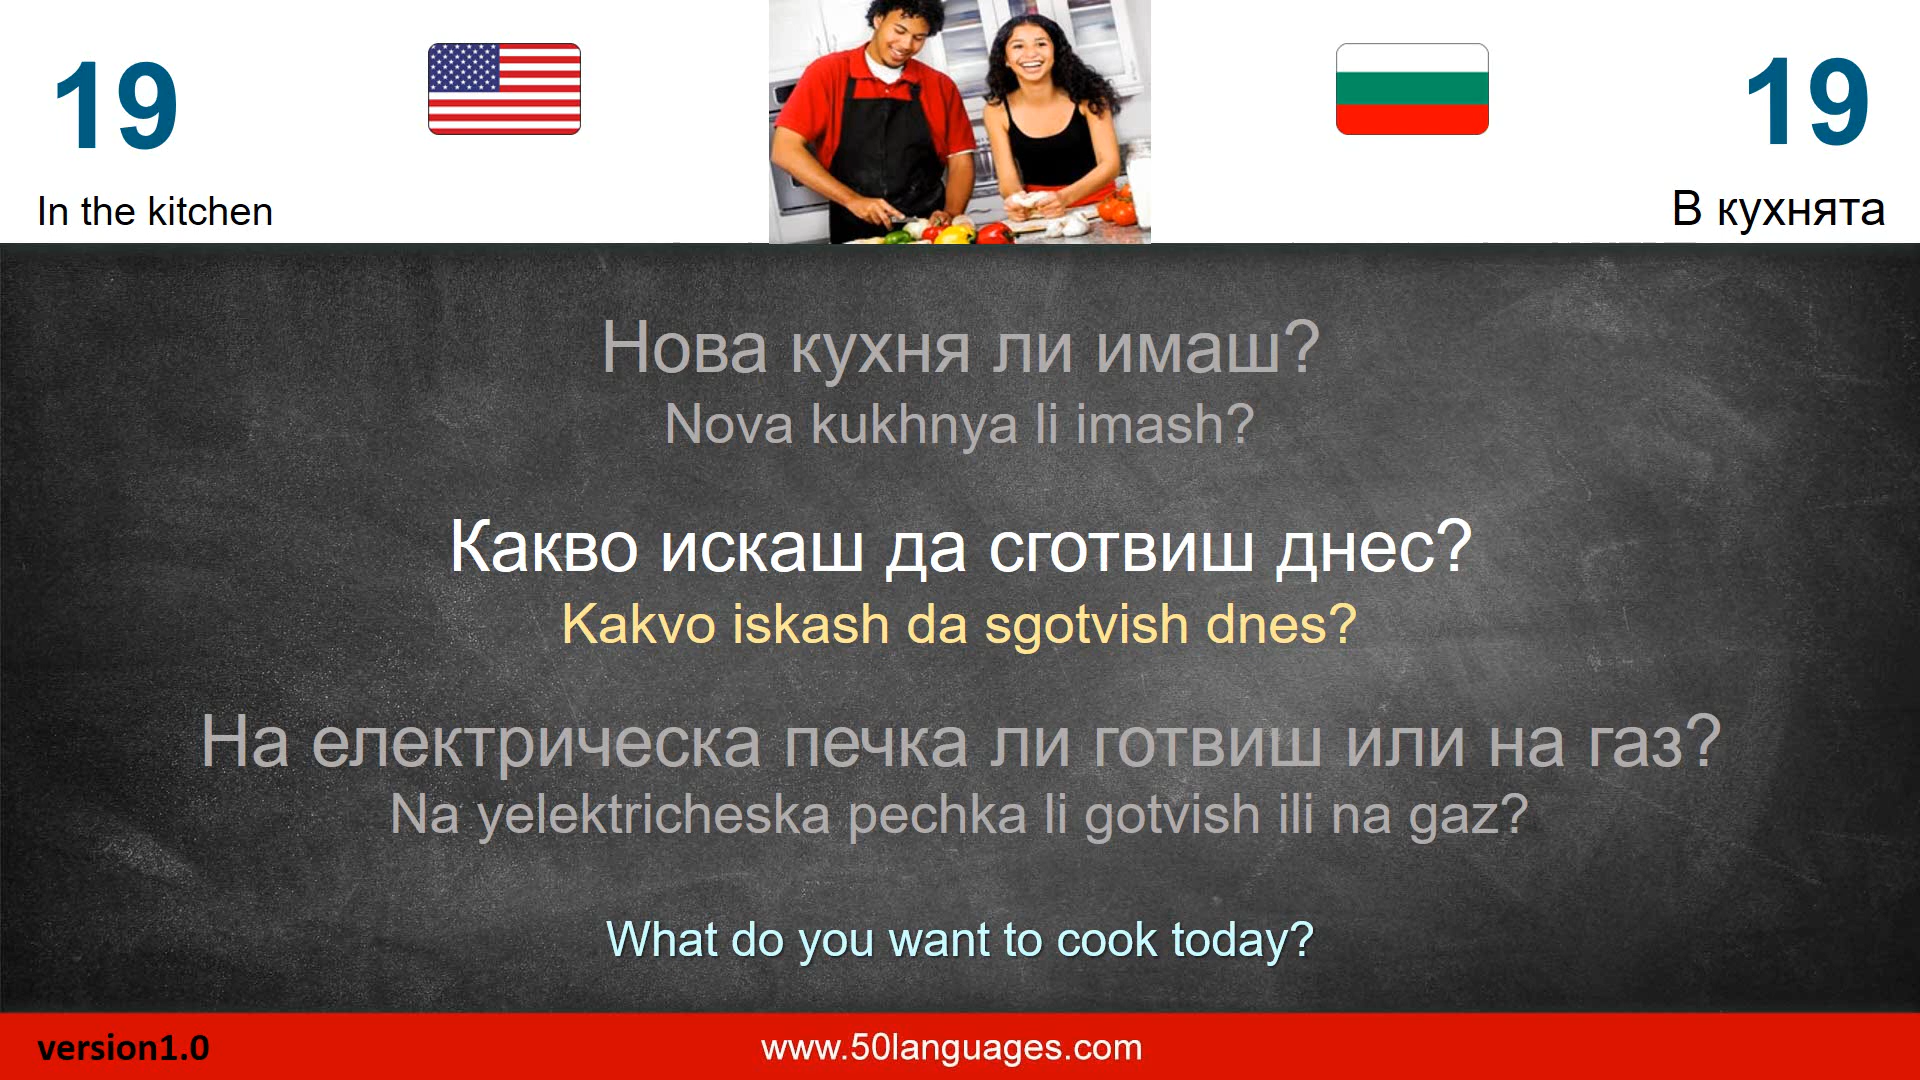 19
19
In the kitchen
В кухнята
Нова кухня ли имаш?
Nova kukhnya li imash?
Какво искаш да сготвиш днес?
Kakvo iskash da sgotvish dnes?
На електрическа печка ли готвиш или на газ?
Na yelektricheska pechka li gotvish ili na gaz?
What do you want to cook today?
version1.0
www.50languages.com